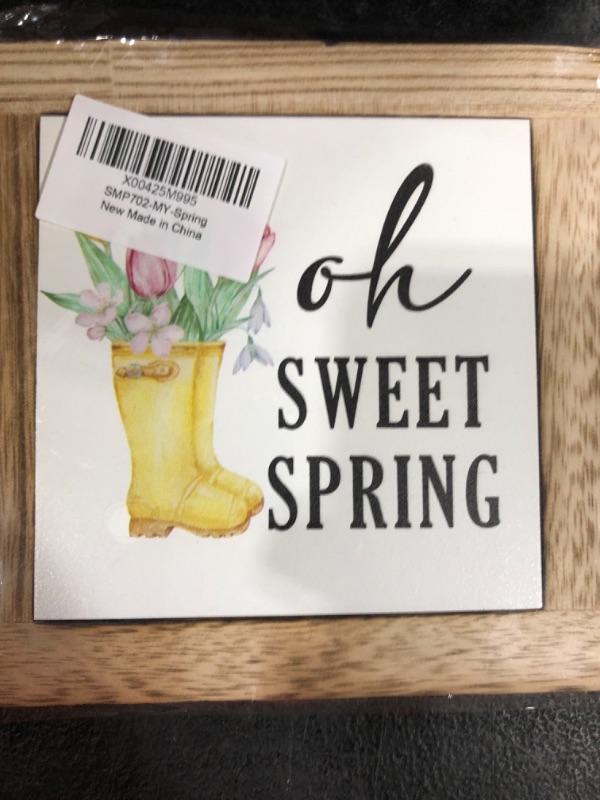 X00425M995
SMP702-MY-Spring
New Made in China
oh
SWEET
SPRING